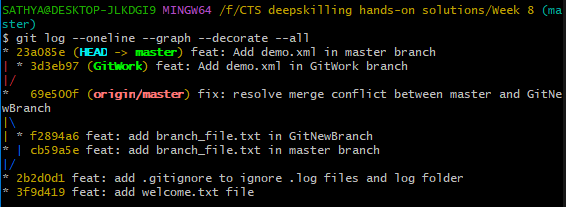 SATHYA@DESKTOP-JLKDGI9 MINGW64 /f/CTS deepskilling hands-on solutions/Week 8 (ma
ster)
$ git log --oneline --graph --decorate --all
* 23a085e (HEAD -> master) feat: Add demo.xml in master branch
| * 3d3eb97 (GitWork) feat: Add demo.xml in GitWork branch
|/
*   69e500f (origin/master) fix: resolve merge conflict between master and GitNe
wBranch
|\
| * f2894a6 feat: add branch_file.txt in GitNewBranch
* | cb59a5e feat: add branch_file.txt in master branch
|/
* 2b2d0d1 feat: add .gitignore to ignore .log files and log folder
* 3f9d419 feat: add welcome.txt file